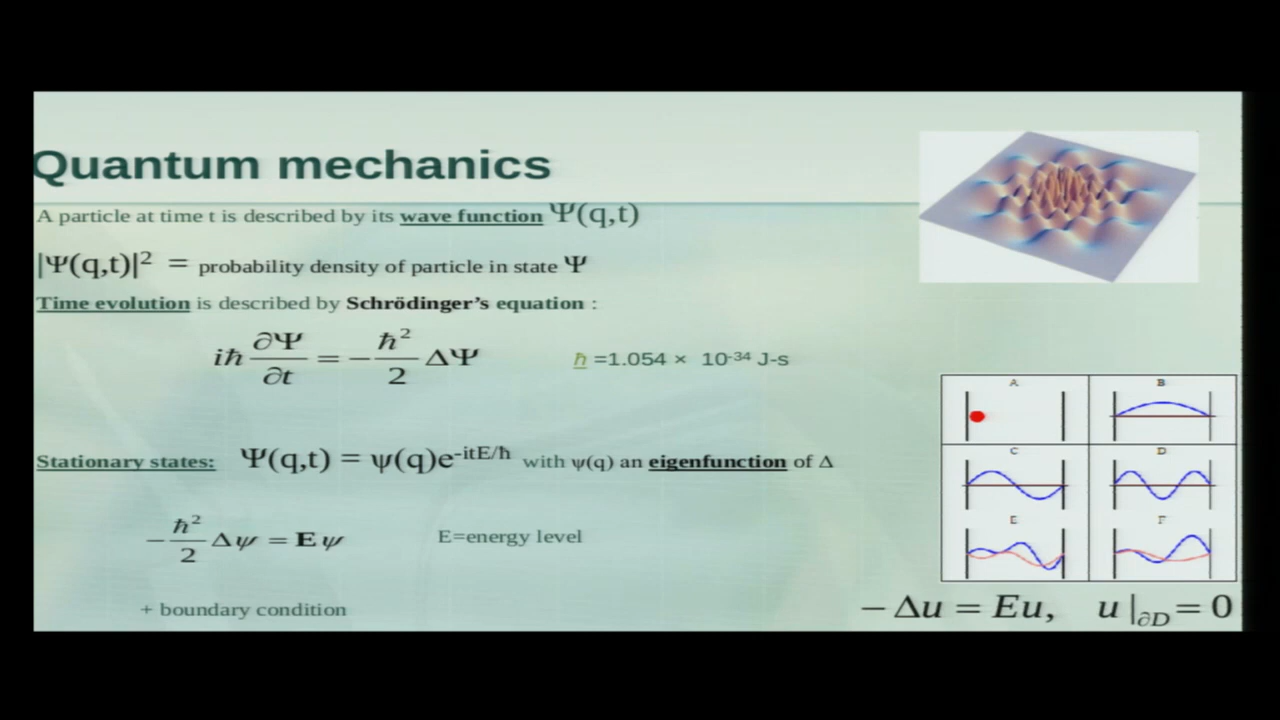 Quantum mechanics
A particle at time t is described by its wave function Ψ(q,t)
|Ψ(q,t)|² = probability density of particle in state Ψ
Time evolution is described by Schrödinger's equation :
iℏ ∂Ψ/∂t = − ℏ²/2 ΔΨ
ℏ =1.054 × 10⁻³⁴ J-s
A B
C D
E F
Stationary states: Ψ(q,t) = ψ(q)e^-itE/ℏ with ψ(q) an eigenfunction of Δ
− ℏ²/2 Δψ = Eψ
E=energy level
+ boundary condition
− Δu = Eu, u |∂D = 0